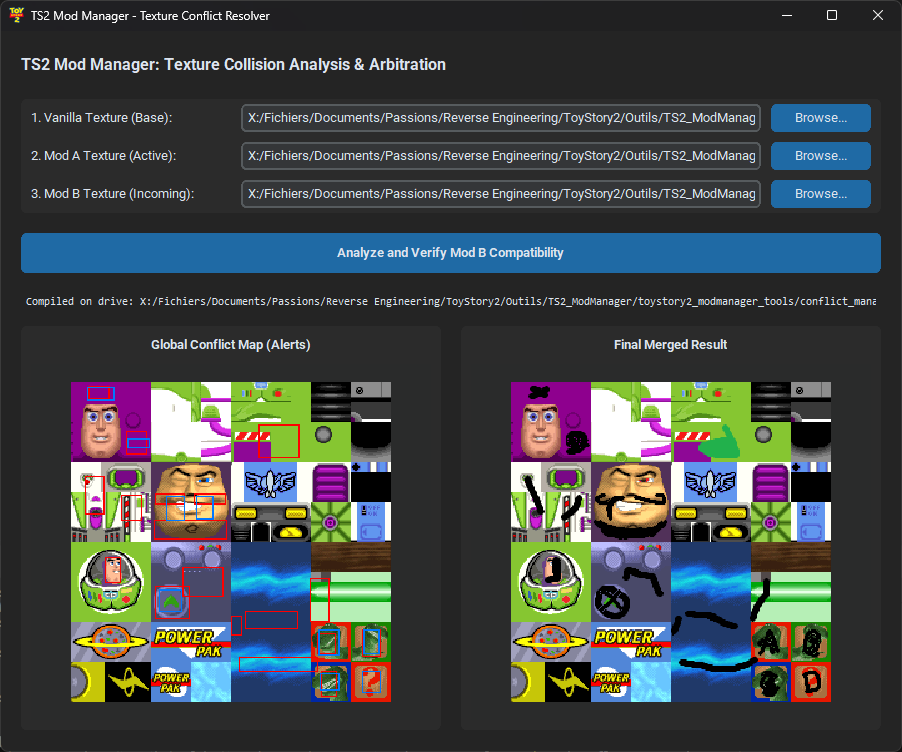 TS2 Mod Manager - Texture Conflict Resolver
TS2 Mod Manager: Texture Collision Analysis & Arbitration
1. Vanilla Texture (Base):
X:/Fichiers/Documents/Passions/Reverse Engineering/ToyStory2/Outils/TS2_ModManag
Browse...
2. Mod A Texture (Active):
X:/Fichiers/Documents/Passions/Reverse Engineering/ToyStory2/Outils/TS2_ModManag
Browse...
3. Mod B Texture (Incoming):
X:/Fichiers/Documents/Passions/Reverse Engineering/ToyStory2/Outils/TS2_ModManag
Browse...
Analyze and Verify Mod B Compatibility
Compiled on drive: X:/Fichiers/Documents/Passions/Reverse Engineering/ToyStory2/Outils/TS2_ModManager/toystory2_modmanager_tools/conflict_mana
Global Conflict Map (Alerts)
Final Merged Result
POWER
PAK
POWER
PAK
?
POWER
PAK
POWER
PAK
A
B
C
D